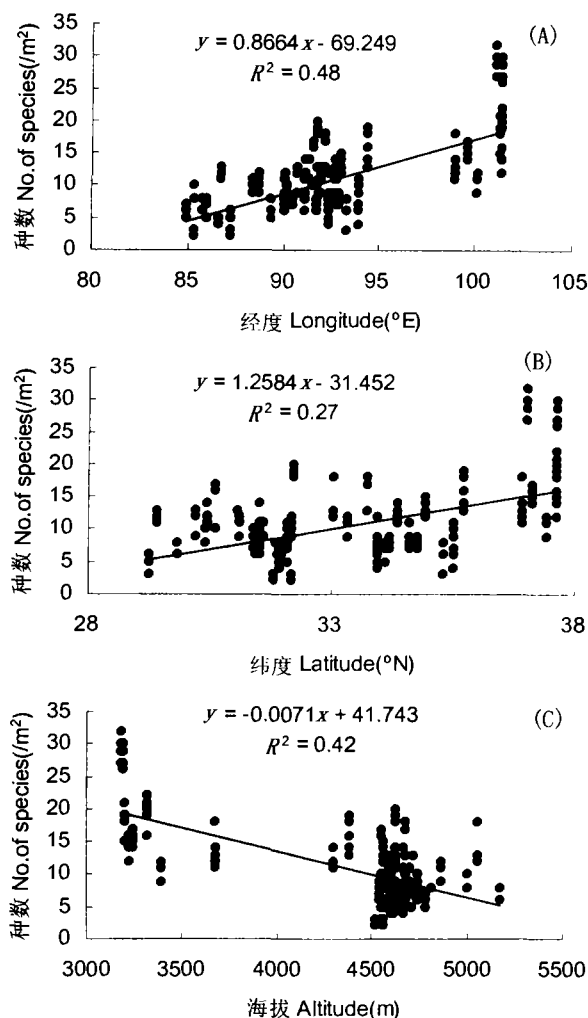 (A)
y = 0.8664x - 69.249
R² = 0.48
种数 No.of species(/m²)
35
30
25
20
15
10
5
0
80 85 90 95 100 105
经度 Longitude(°E)
(B)
y = 1.2584x - 31.452
R² = 0.27
种数 No.of species(/m²)
35
30
25
20
15
10
5
0
28 33 38
纬度 Latitude(°N)
(C)
y = -0.0071x + 41.743
R² = 0.42
种数 No.of species(/m²)
35
30
25
20
15
10
5
0
3000 3500 4000 4500 5000 5500
海拔 Altitude(m)